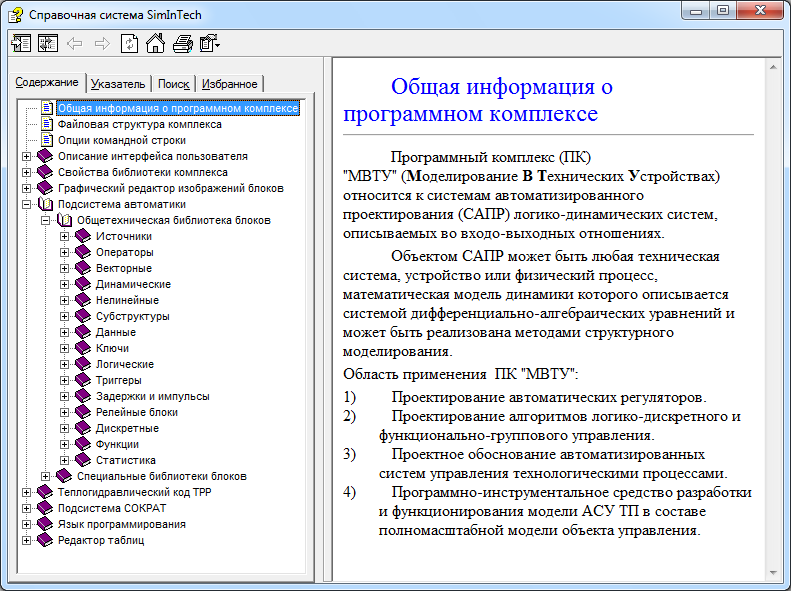 Справочная система SimInTech
Содержание Указатель Поиск Избранное
Общая информация о программном комплексе
Файловая структура комплекса
Опции командной строки
Описание интерфейса пользователя
Свойства библиотеки комплекса
Графический редактор изображений блоков
Подсистема автоматики
Общетехническая библиотека блоков
Источники
Операторы
Векторные
Динамические
Нелинейные
Субструктуры
Данные
Ключи
Логические
Триггеры
Задержки и импульсы
Релейные блоки
Дискретные
Функции
Статистика
Специальные библиотеки блоков
Теплогидравлический код TPP
Подсистема СОКРАТ
Язык программирования
Редактор таблиц
Общая информация о
программном комплексе
Программный комплекс (ПК)
"МВТУ" (Моделирование В Технических Устройствах)
относится к системам автоматизированного
проектирования (САПР) логико-динамических систем,
описываемых во входо-выходных отношениях.
Объектом САПР может быть любая техническая
система, устройство или физический процесс,
математическая модель динамики которого описывается
системой дифференциально-алгебраических уравнений и
может быть реализована методами структурного
моделирования.
Область применения ПК "МВТУ":
1) Проектирование автоматических регуляторов.
2) Проектирование алгоритмов логико-дискретного и
функционально-группового управления.
3) Проектное обоснование автоматизированных
систем управления технологическими процессами.
4) Программно-инструментальное средство разработки
и функционирования модели АСУ ТП в составе
полномасштабной модели объекта управления.